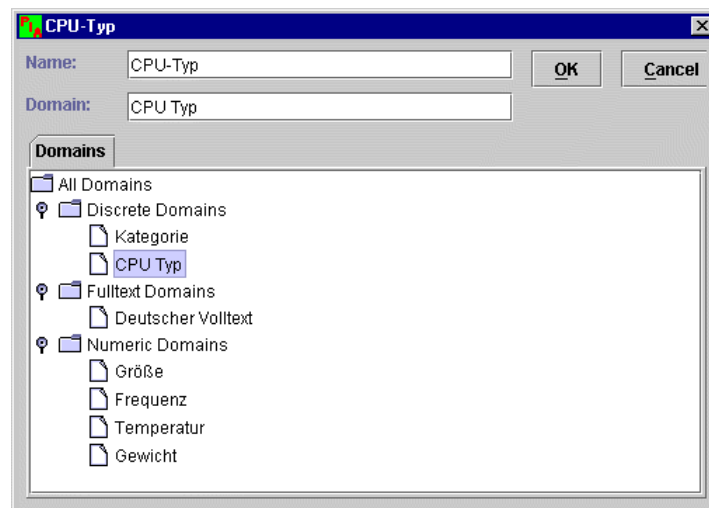 PIA CPU-Typ
Name: CPU-Typ OK Cancel
Domain: CPU Typ
Domains
All Domains
Discrete Domains
Kategorie
CPU Typ
Fulltext Domains
Deutscher Volltext
Numeric Domains
Größe
Frequenz
Temperatur
Gewicht